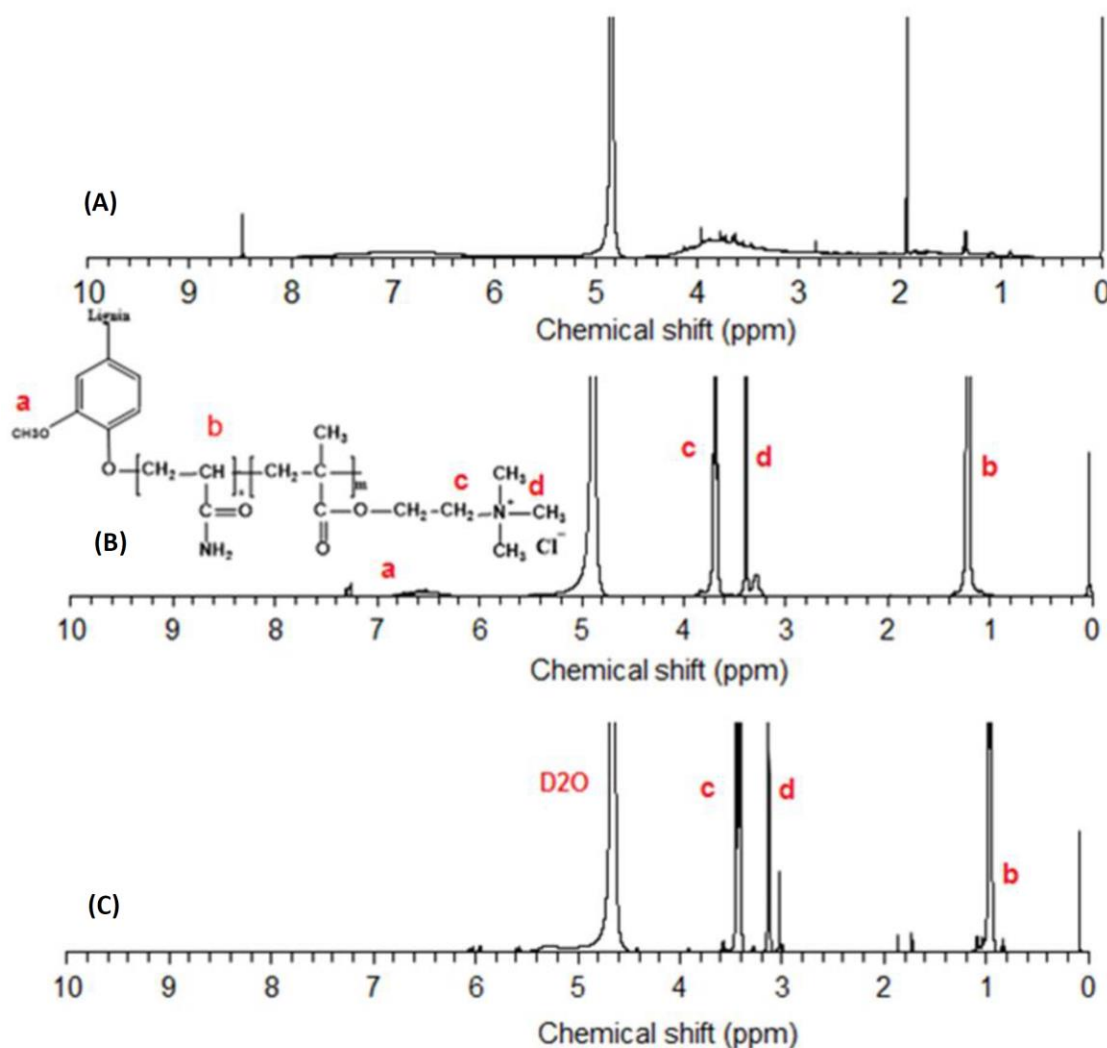 (A)
10 9 8 7 6 5 4 3 2 1 0
Chemical shift (ppm)
Lignin
a
CH3O
b
O
CH2 CH
s
CH2 C
CH3
m
C=O
NH2
C O CH2 CH2 N+ CH3
O
c
d
CH3
CH3
Cl−
(B)
a
c
d
b
10 9 8 7 6 5 4 3 2 1 0
Chemical shift (ppm)
D2O
c
d
b
(C)
10 9 8 7 6 5 4 3 2 1 0
Chemical shift (ppm)